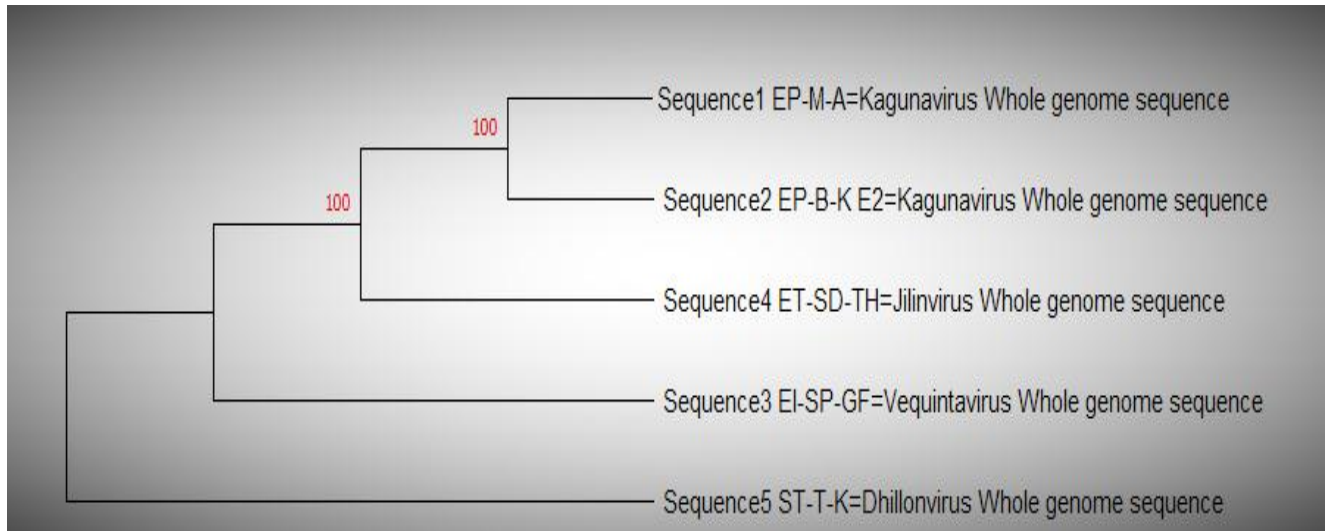 Sequence1 EP-M-A=Kagunavirus Whole genome sequence
100
Sequence2 EP-B-K E2=Kagunavirus Whole genome sequence
100
Sequence4 ET-SD-TH=Jilinvirus Whole genome sequence
Sequence3 EI-SP-GF=Vequintavirus Whole genome sequence
Sequence5 ST-T-K=Dhillonvirus Whole genome sequence